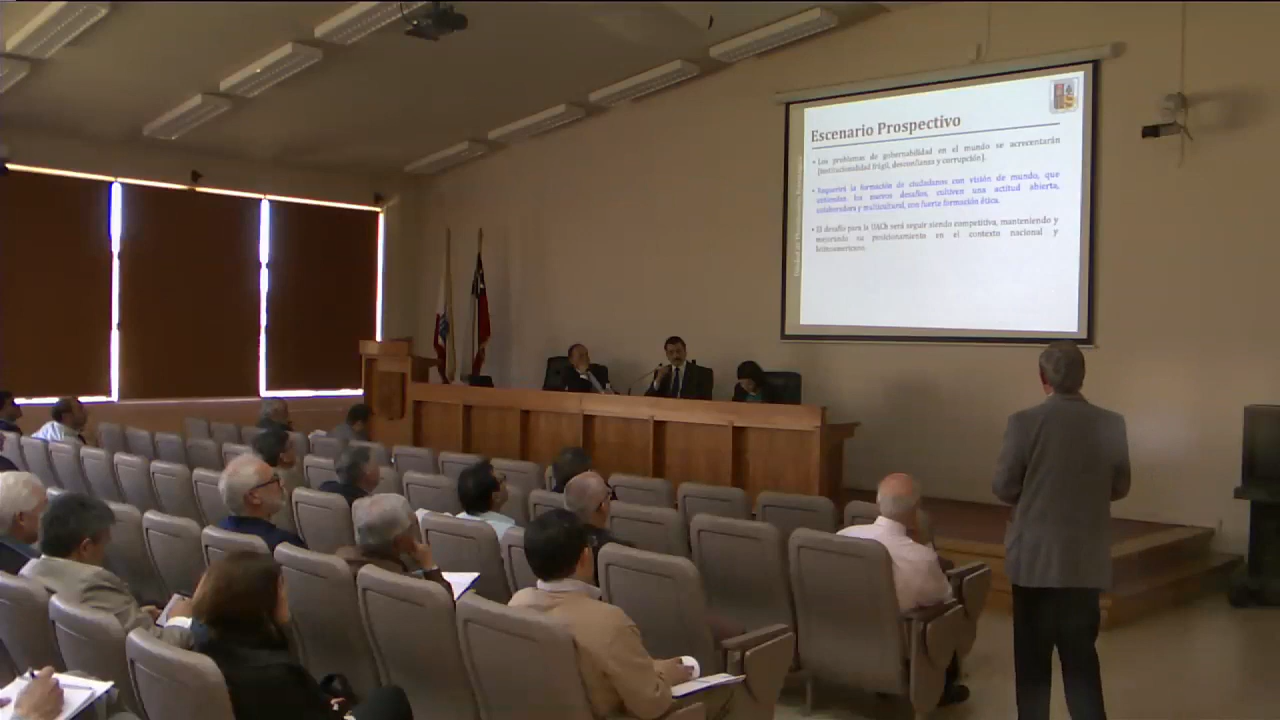 Escenario Prospectivo
• Los problemas de gobernabilidad en el mundo se acrecentarán
(institucionalidad frágil, desconfianza y corrupción).
• Requerirá la formación de ciudadanos con visión de mundo, que
entiendan los nuevos desafíos, cultiven una actitud abierta,
colaboradora y multicultural, con fuerte formación ética.
• El desafío para la UACh será seguir siendo competitiva, manteniendo y
mejorando su posicionamiento en el contexto nacional y
latinoamericano.